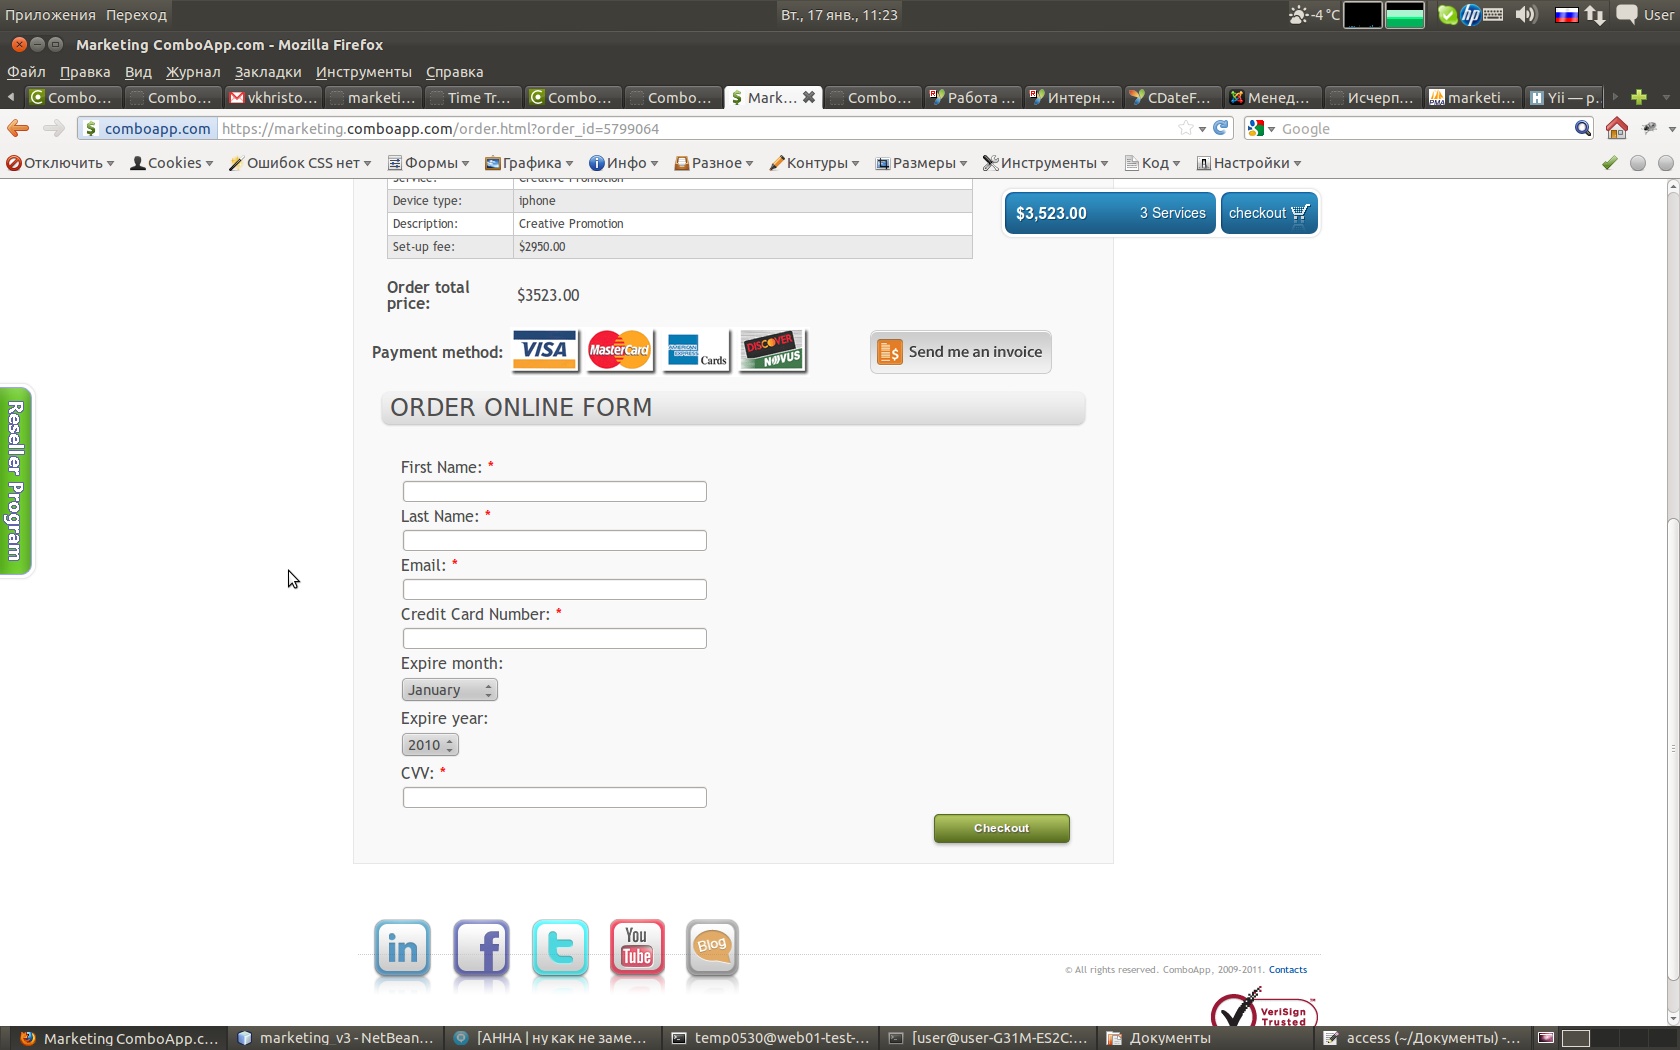 Приложения Переход
Вт., 17 янв., 11:23
-4 °C
User
Marketing ComboApp.com - Mozilla Firefox
Файл Правка Вид Журнал Закладки Инструменты Справка
Combo... Combo... vkhristo... marketi... Time Tr... Combo... Combo... Mark... Combo... Работа ... Интерн... CDateF... Менед... Исчерп... marketi... Yii — р...
comboapp.com https://marketing.comboapp.com/order.html?order_id=5799064
Google
Отключить Cookies Ошибок CSS нет Формы Графика Инфо Разное Контуры Размеры Инструменты Код Настройки
Service: Creative Promotion
Device type: iphone
Description: Creative Promotion
Set-up fee: $2950.00
$3,523.00 3 Services checkout
Order total price: $3523.00
Payment method: VISA MasterCard AMERICAN EXPRESS Cards DISCOVER NOVUS
Send me an invoice
Reseller Program
ORDER ONLINE FORM
First Name: *
Last Name: *
Email: *
Credit Card Number: *
Expire month:
January
Expire year:
2010
CVV: *
Checkout
in f t You Tube Blog
© All rights reserved. ComboApp, 2009-2011. Contacts
VeriSign
Trusted
Marketing ComboApp.c... marketing_v3 - NetBean... [АННА | ну как не заме... temp0530@web01-test-... [user@user-G31M-ES2C:... Документы access (~/Документы) -...